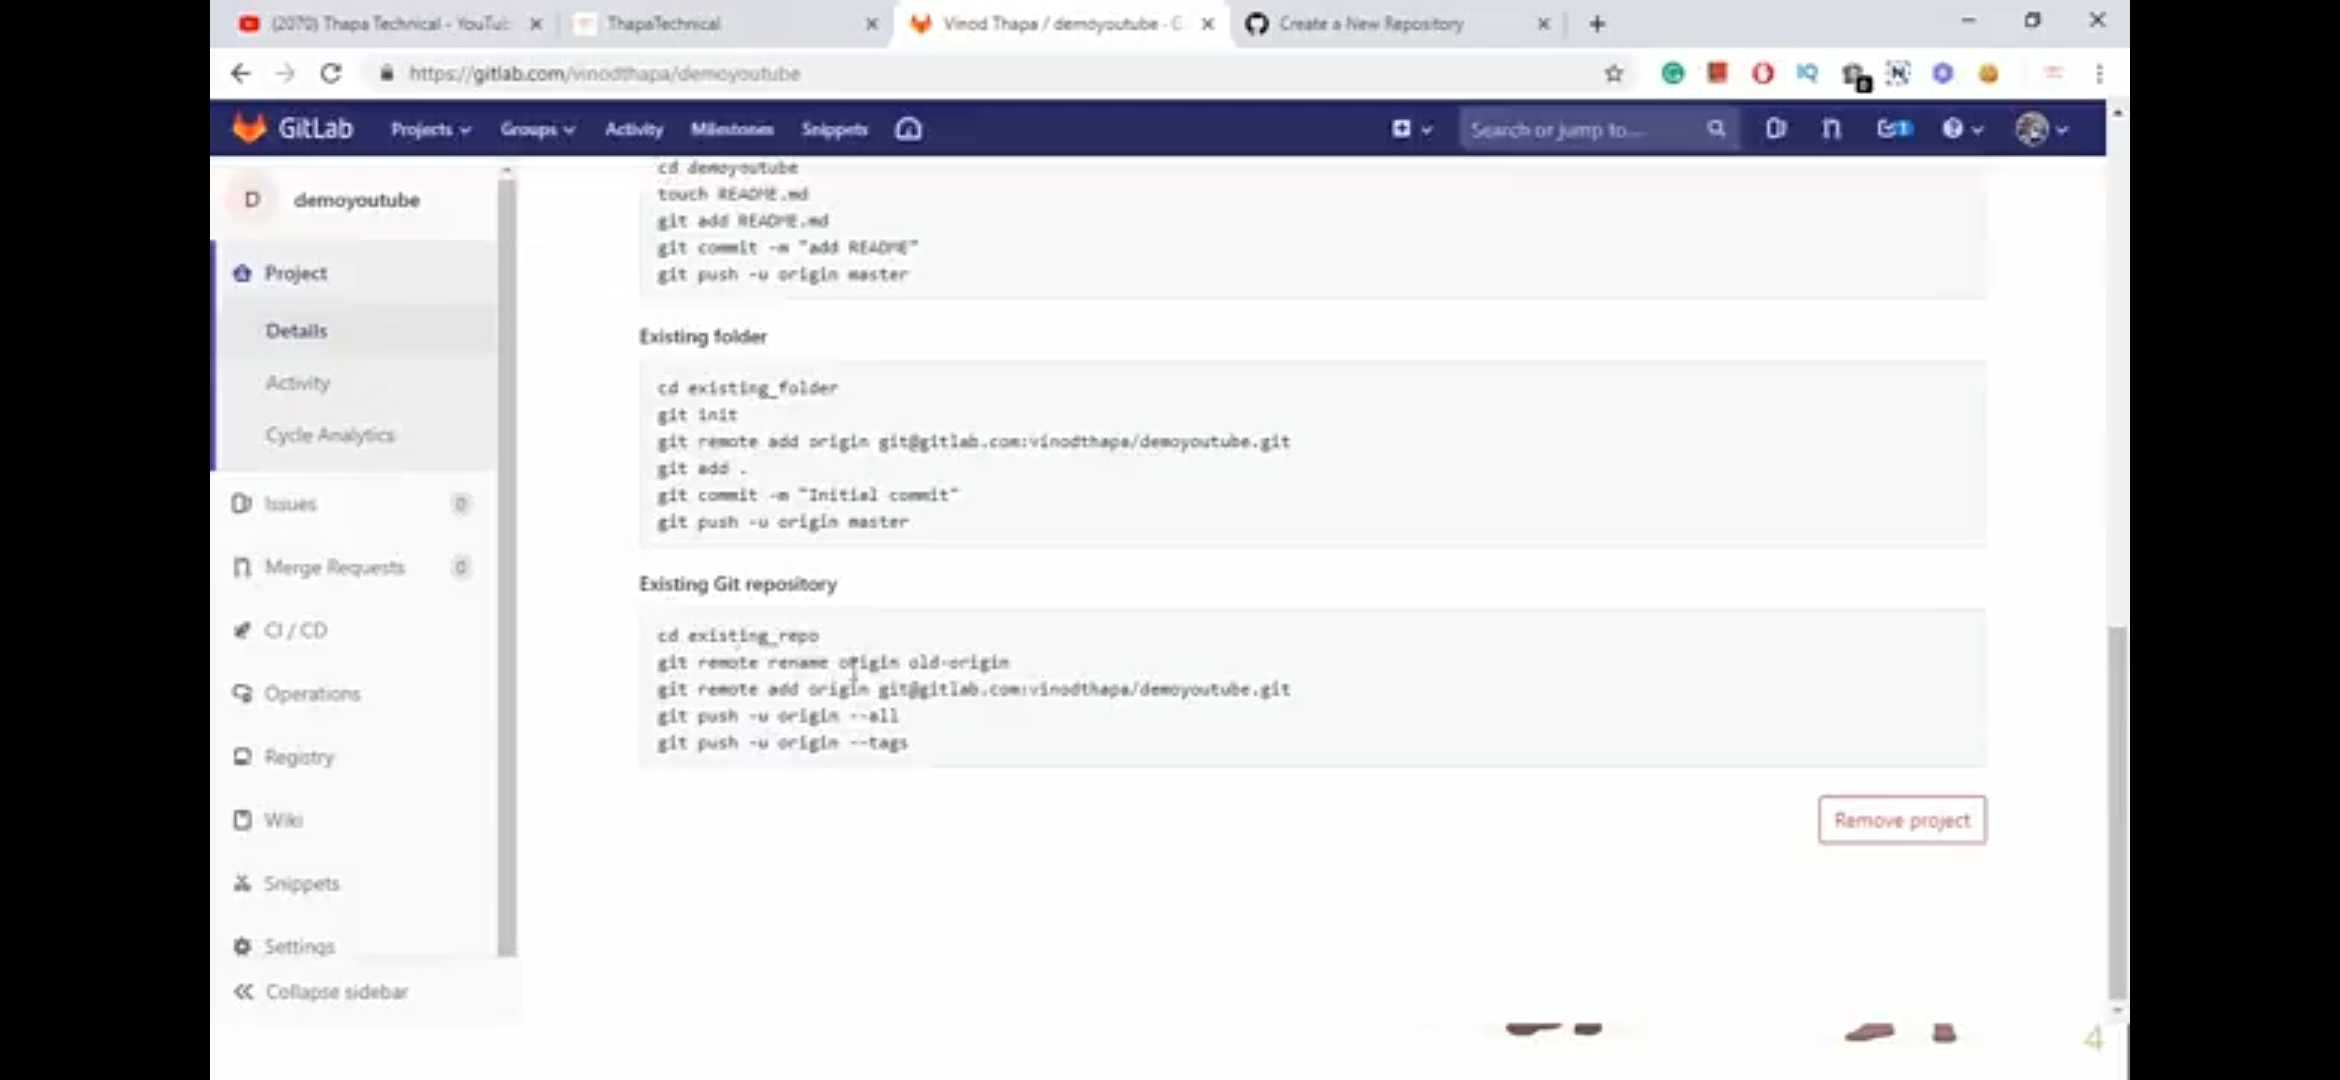 (2070) Thapa Technical - YouTub
ThapaTechnical
Vinod Thapa / demoyoutube - G
Create a New Repository
https://gitlab.com/vinodthapa/demoyoutube
GitLab
Projects
Groups
Activity
Milestones
Snippets
Search or jump to...
1
D
demoyoutube
Project
Details
Activity
Cycle Analytics
Issues 0
Merge Requests 0
CI / CD
Operations
Registry
Wiki
Snippets
Settings
Collapse sidebar
cd demoyoutube
touch README.md
git add README.md
git commit -m "add README"
git push -u origin master
Existing folder
cd existing_folder
git init
git remote add origin git@gitlab.com:vinodthapa/demoyoutube.git
git add .
git commit -m "Initial commit"
git push -u origin master
Existing Git repository
cd existing_repo
git remote rename origin old-origin
git remote add origin git@gitlab.com:vinodthapa/demoyoutube.git
git push -u origin --all
git push -u origin --tags
Remove project
4